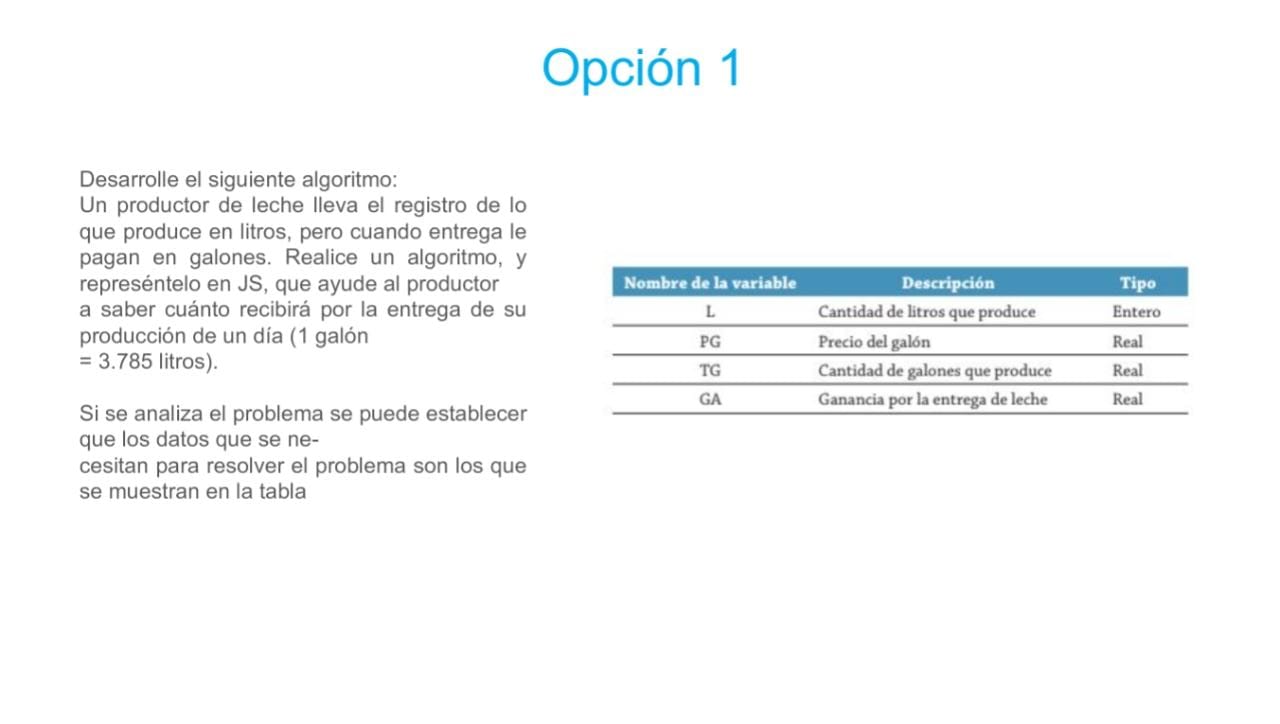 Opción 1
Desarrolle el siguiente algoritmo:
Un productor de leche lleva el registro de lo
que produce en litros, pero cuando entrega le
pagan en galones. Realice un algoritmo, y
represéntelo en JS, que ayude al productor
a saber cuánto recibirá por la entrega de su
producción de un día (1 galón
= 3.785 litros).
Si se analiza el problema se puede establecer
que los datos que se ne-
cesitan para resolver el problema son los que
se muestran en la tabla
Nombre de la variable Descripción Tipo
L Cantidad de litros que produce Entero
PG Precio del galón Real
TG Cantidad de galones que produce Real
GA Ganancia por la entrega de leche Real